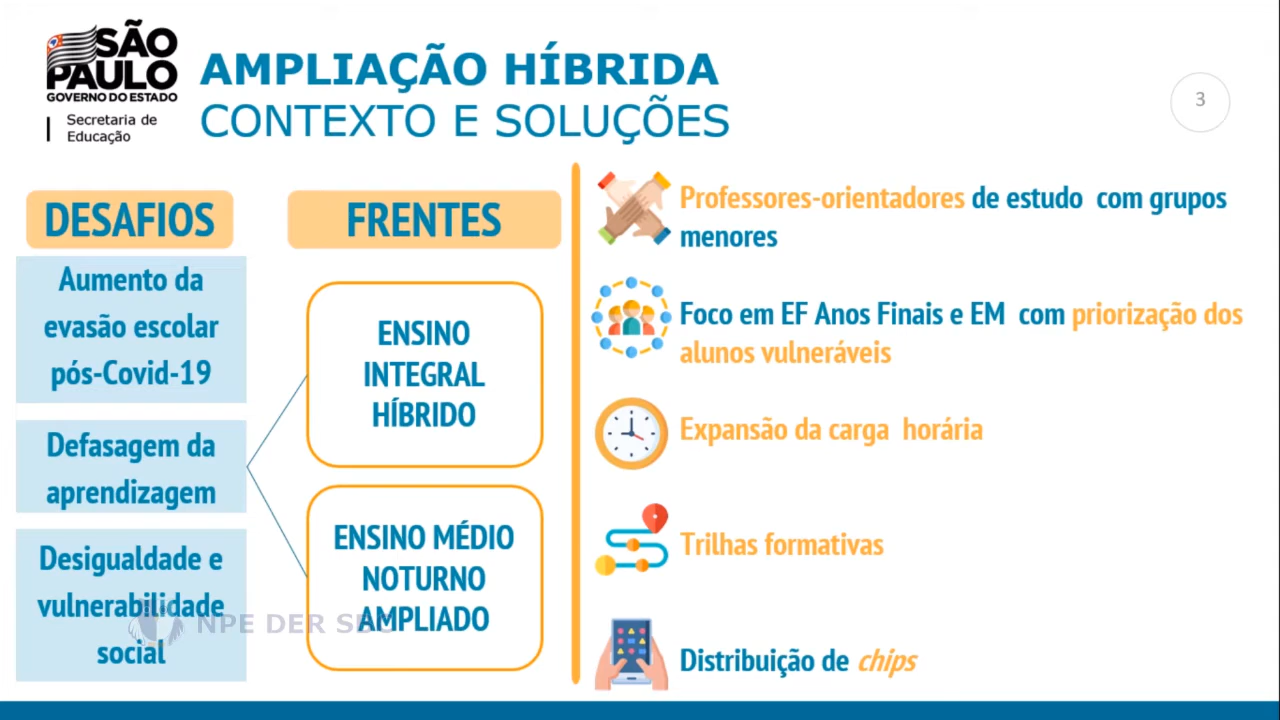 SÃO
PAULO
GOVERNO DO ESTADO
Secretaria de
Educação
AMPLIAÇÃO HÍBRIDA
CONTEXTO E SOLUÇÕES
3
DESAFIOS
Aumento da
evasão escolar
pós-Covid-19
Defasagem da
aprendizagem
Desigualdade e
vulnerabilidade
social
FRENTES
ENSINO
INTEGRAL
HÍBRIDO
ENSINO MÉDIO
NOTURNO
AMPLIADO
Professores-orientadores de estudo com grupos
menores
Foco em EF Anos Finais e EM com priorização dos
alunos vulneráveis
Expansão da carga horária
Trilhas formativas
Distribuição de chips
NPE DER SBC